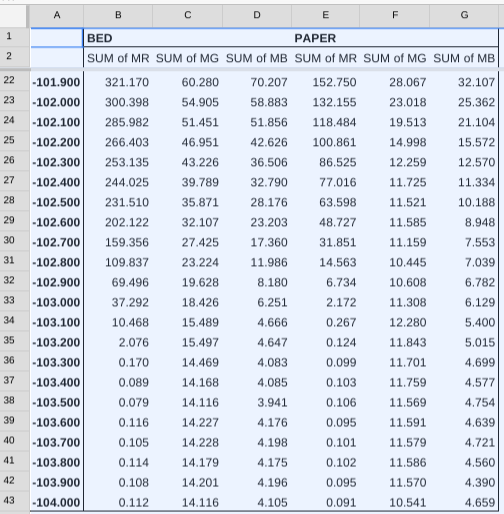 A B C D E F G
1 BED PAPER
2 SUM of MR SUM of MG SUM of MB SUM of MR SUM of MG SUM of MB
22 -101.900 321.170 60.280 70.207 152.750 28.067 32.107
23 -102.000 300.398 54.905 58.883 132.155 23.018 25.362
24 -102.100 285.982 51.451 51.856 118.484 19.513 21.104
25 -102.200 266.403 46.951 42.626 100.861 14.998 15.572
26 -102.300 253.135 43.226 36.506 86.525 12.259 12.570
27 -102.400 244.025 39.789 32.790 77.016 11.725 11.334
28 -102.500 231.510 35.871 28.176 63.598 11.521 10.188
29 -102.600 202.122 32.107 23.203 48.727 11.585 8.948
30 -102.700 159.356 27.425 17.360 31.851 11.159 7.553
31 -102.800 109.837 23.224 11.986 14.563 10.445 7.039
32 -102.900 69.496 19.628 8.180 6.734 10.608 6.782
33 -103.000 37.292 18.426 6.251 2.172 11.308 6.129
34 -103.100 10.468 15.489 4.666 0.267 12.280 5.400
35 -103.200 2.076 15.497 4.647 0.124 11.843 5.015
36 -103.300 0.170 14.469 4.083 0.099 11.701 4.699
37 -103.400 0.089 14.168 4.085 0.103 11.759 4.577
38 -103.500 0.079 14.116 3.941 0.106 11.569 4.754
39 -103.600 0.116 14.227 4.176 0.095 11.591 4.639
40 -103.700 0.105 14.228 4.198 0.101 11.579 4.721
41 -103.800 0.114 14.179 4.175 0.102 11.586 4.560
42 -103.900 0.108 14.201 4.196 0.095 11.570 4.390
43 -104.000 0.112 14.116 4.105 0.091 10.541 4.659